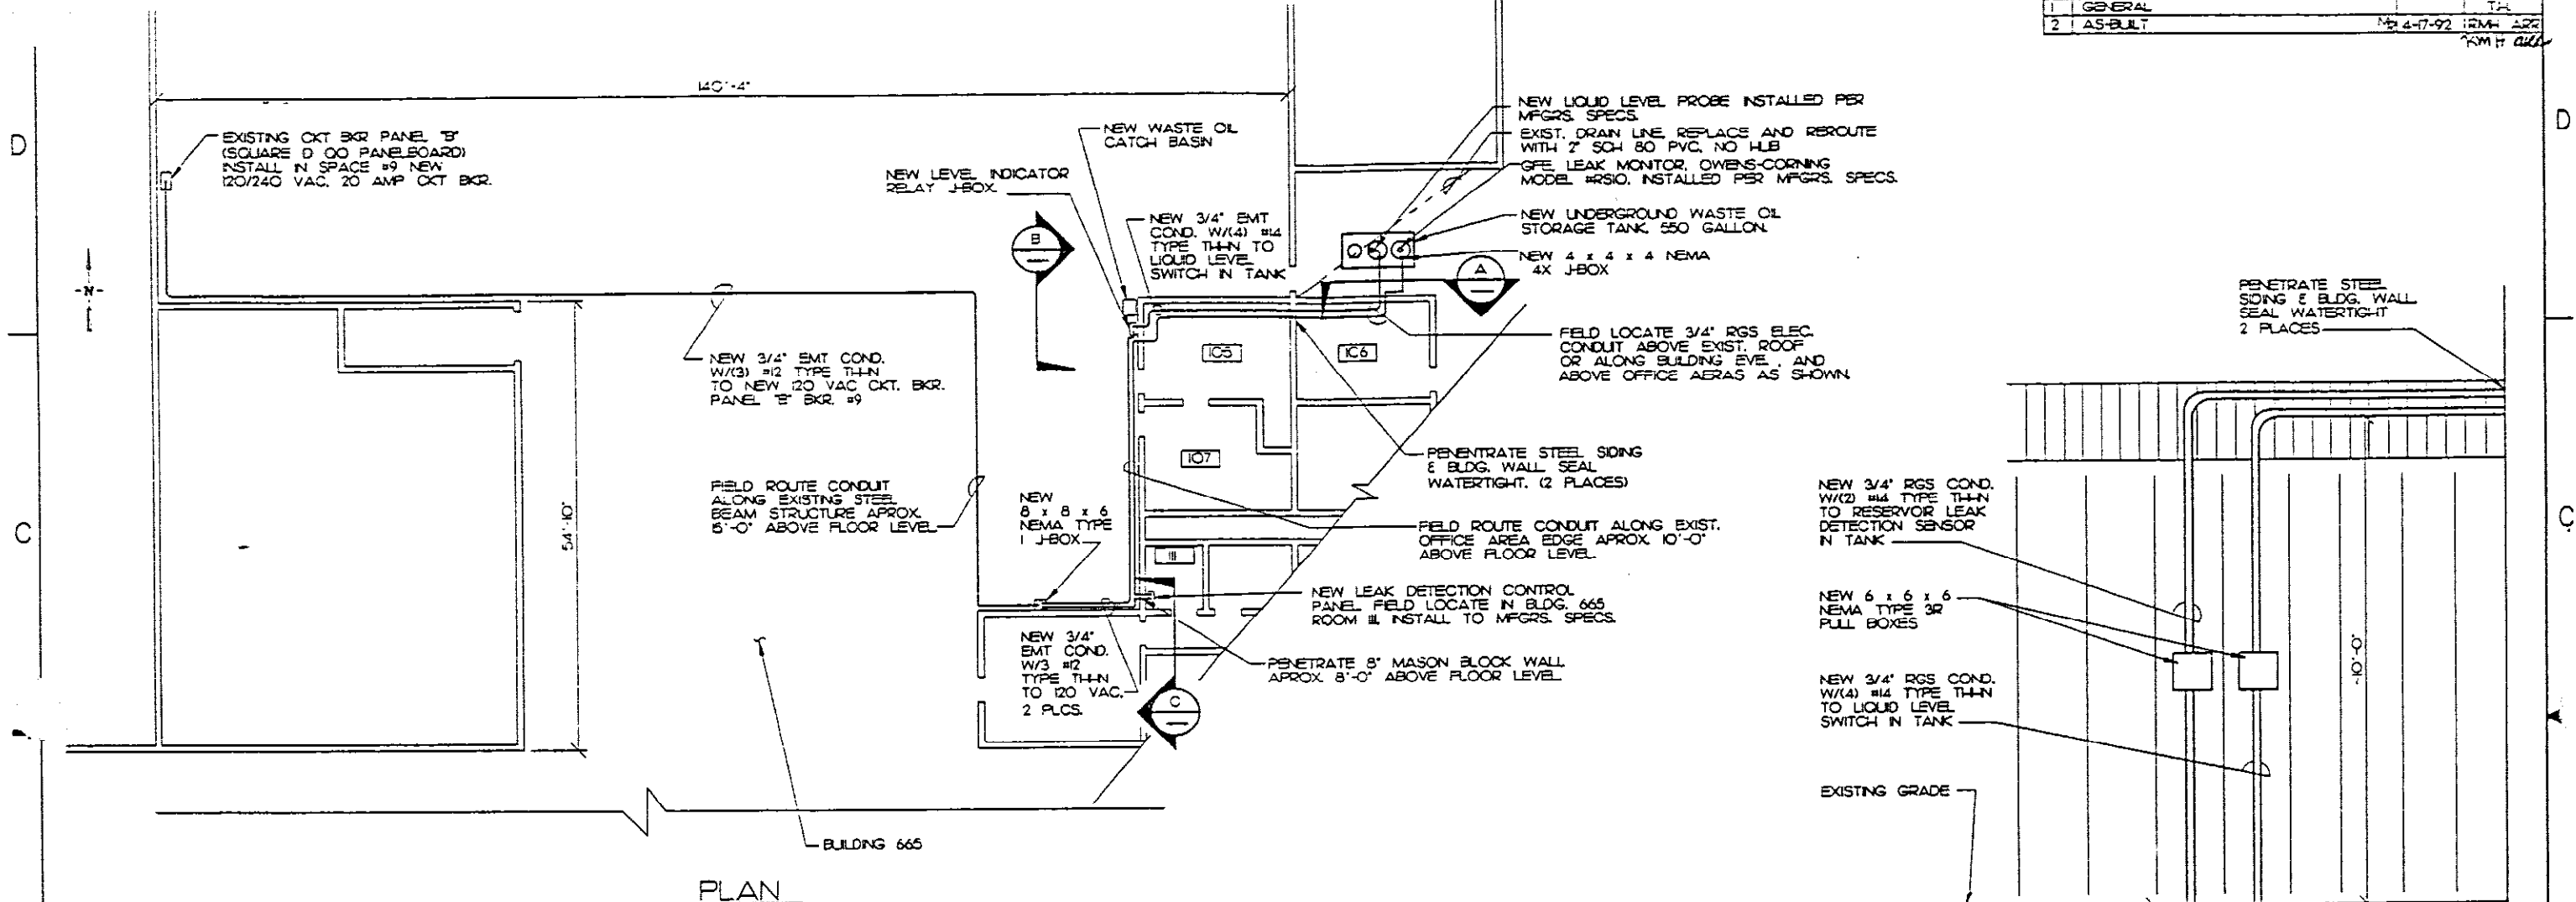 1 GENERAL T.H.
2 AS-BUILT 4-17-92 RMH ARR
RMH
D
D
C
C
140'-4"
EXISTING CKT BKR PANEL "B"
(SQUARE D QO PANELBOARD)
INSTALL IN SPACE #9 NEW
120/240 VAC, 20 AMP CKT BKR.
NEW WASTE OIL
CATCH BASIN
NEW LEVEL INDICATOR
RELAY J-BOX
NEW 3/4" EMT
COND. W/(4) #14
TYPE THHN TO
LIQUID LEVEL
SWITCH IN TANK
B
NEW LIQUID LEVEL PROBE INSTALLED PER
MFGRS. SPECS.
EXIST. DRAIN LINE, REPLACE AND REROUTE
WITH 2" SCH 80 PVC, NO HUB
GFE, LEAK MONITOR, OWENS-CORNING
MODEL #RS10, INSTALLED PER MFGRS. SPECS.
NEW UNDERGROUND WASTE OIL
STORAGE TANK, 550 GALLON
NEW 4 x 4 x 4 NEMA
4X J-BOX
A
-N-
FIELD LOCATE 3/4" RGS ELEC.
CONDUIT ABOVE EXIST. ROOF
OR ALONG BUILDING EVE, AND
ABOVE OFFICE AERAS AS SHOWN
105
106
107
111
NEW 3/4" EMT COND.
W/(3) #12 TYPE THHN
TO NEW 120 VAC CKT. BKR.
PANEL "B" BKR. #9
PENENTRATE STEEL SIDING
& BLDG. WALL SEAL
WATERTIGHT. (2 PLACES)
FIELD ROUTE CONDUIT
ALONG EXISTING STEEL
BEAM STRUCTURE APROX.
15'-0" ABOVE FLOOR LEVEL
54'-10"
NEW
8 x 8 x 6
NEMA TYPE
1 J-BOX
FIELD ROUTE CONDUIT ALONG EXIST.
OFFICE AREA EDGE APROX. 10'-0"
ABOVE FLOOR LEVEL
NEW LEAK DETECTION CONTROL
PANEL FIELD LOCATE IN BLDG. 665
ROOM 111, INSTALL TO MFGRS. SPECS.
NEW 3/4"
EMT COND.
W/3 #12
TYPE THHN
TO 120 VAC.
2 PLCS.
PENETRATE 8" MASON BLOCK WALL
APROX. 8'-0" ABOVE FLOOR LEVEL
C
BUILDING 665
PLAN
PENETRATE STEEL
SIDING & BLDG. WALL
SEAL WATERTIGHT
2 PLACES
NEW 3/4" RGS COND.
W/(2) #14 TYPE THHN
TO RESERVOR LEAK
DETECTION SENSOR
IN TANK
NEW 6 x 6 x 6
NEMA TYPE 3R
PULL BOXES
~10'-0"
NEW 3/4" RGS COND.
W/(4) #14 TYPE THHN
TO LIQUID LEVEL
SWITCH IN TANK
EXISTING GRADE